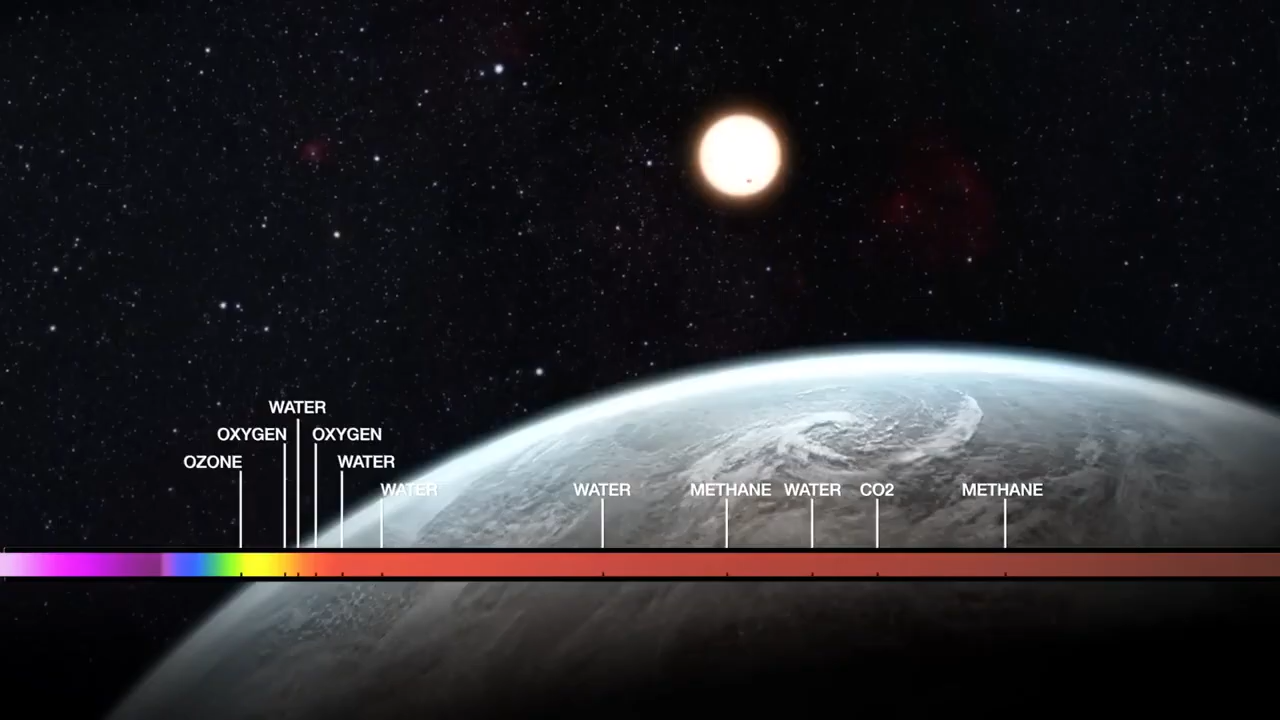 WATER
OXYGEN
OXYGEN
OZONE
WATER
WATER
WATER
METHANE
WATER
CO2
METHANE